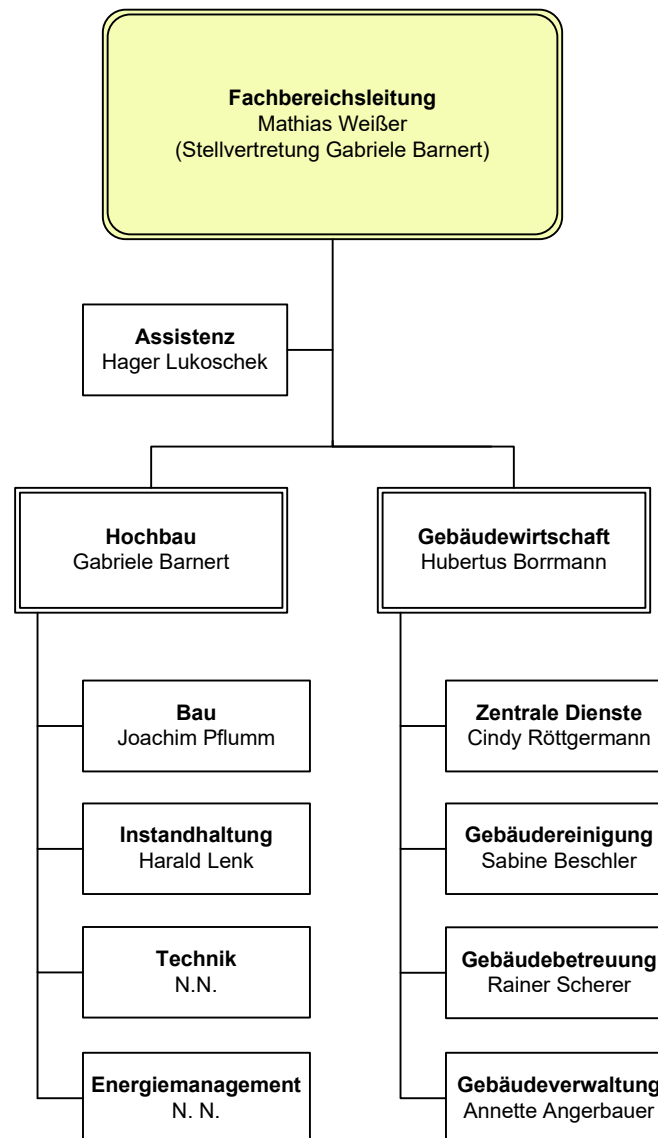 Fachbereichsleitung
Mathias Weißer
(Stellvertretung Gabriele Barnert)
Assistenz
Hager Lukoschek
Hochbau
Gabriele Barnert
Gebäudewirtschaft
Hubertus Borrmann
Bau
Joachim Pflumm
Zentrale Dienste
Cindy Röttgermann
Instandhaltung
Harald Lenk
Gebäudereinigung
Sabine Beschler
Technik
N.N.
Gebäudebetreuung
Rainer Scherer
Energiemanagement
N. N.
Gebäudeverwaltung
Annette Angerbauer